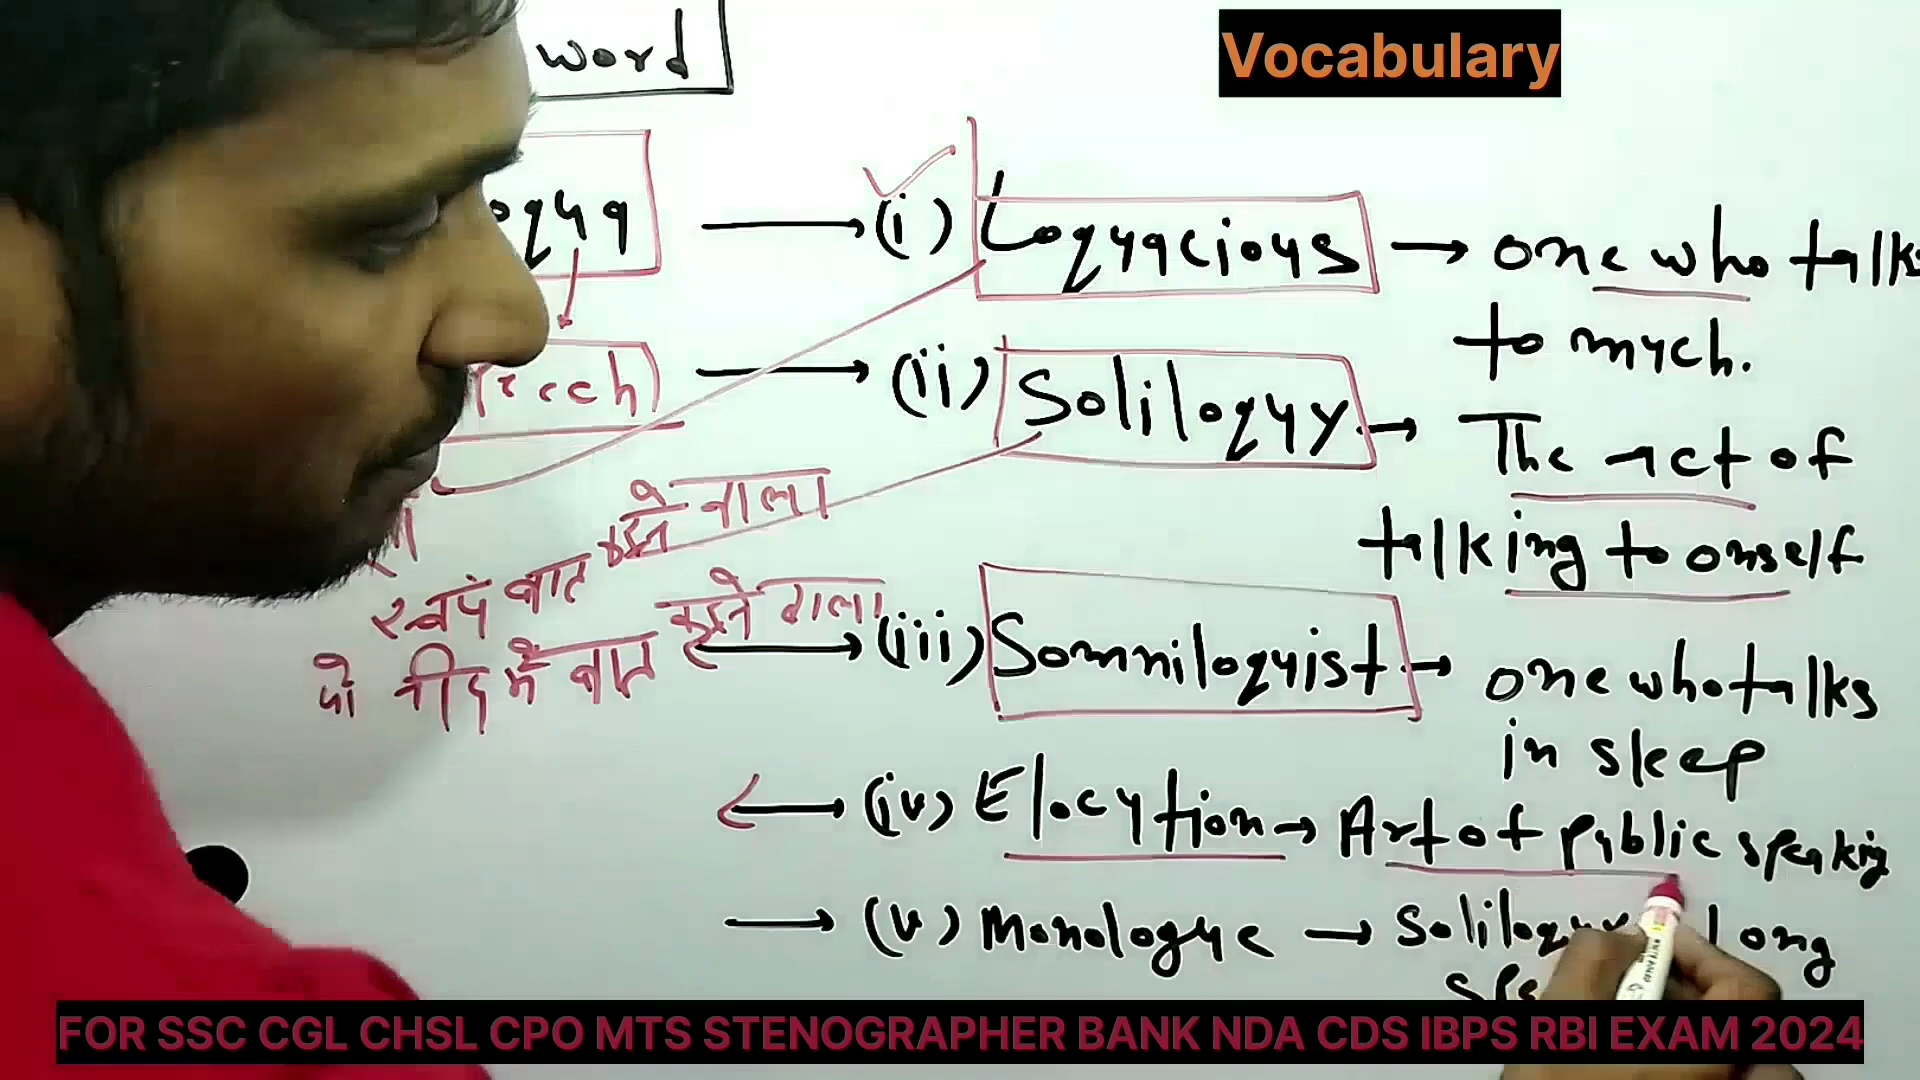 word
Vocabulary
oqua
(i) Loquacious → one who talks
to much.
(ii) Soliloquy → The act of
talking to onself
स्वयं बात करने वाला
(iii) Somniloquist → one who talks
in sleep
जो नींद में बात करने वाला
(iv) Elocution → Art of public speaking
(v) Monologue → Soliloquy long
FOR SSC CGL CHSL CPO MTS STENOGRAPHER BANK NDA CDS IBPS RBI EXAM 2024